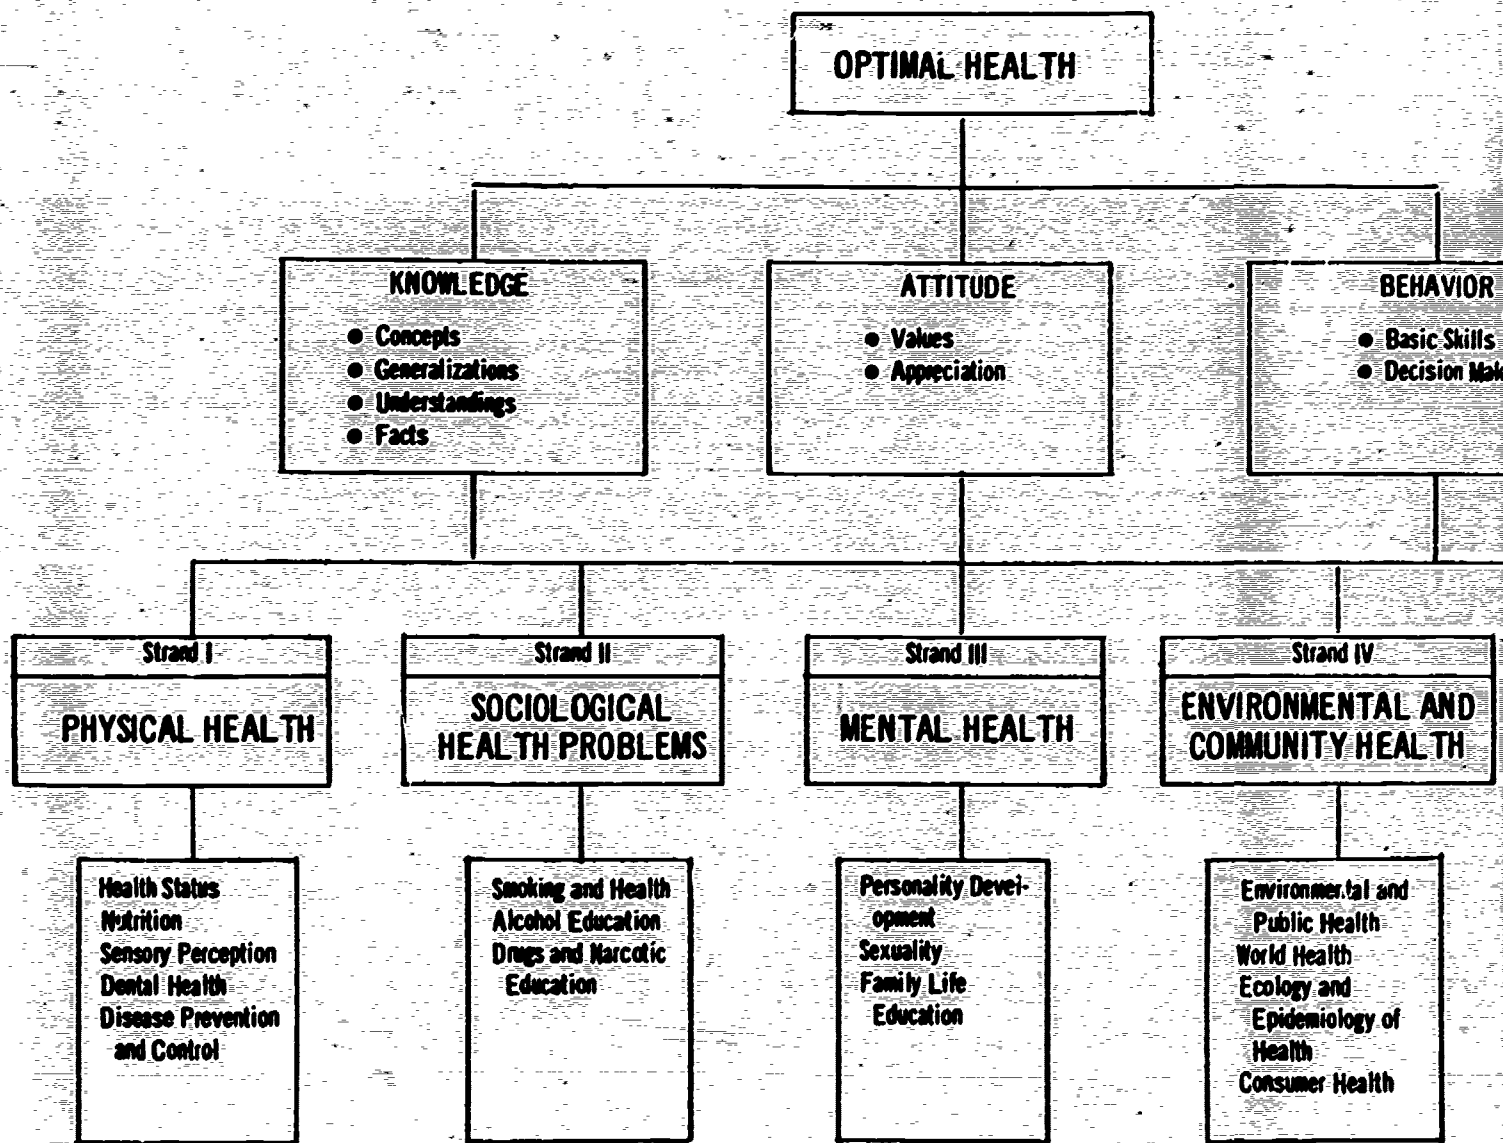 OPTIMAL HEALTH
KNOWLEDGE
● Concepts
● Generalizations
● Understandings
● Facts
ATTITUDE
● Values
● Appreciation
BEHAVIOR
● Basic Skills
● Decision Mak
Strand I
PHYSICAL HEALTH
Strand II
SOCIOLOGICAL
HEALTH PROBLEMS
Strand III
MENTAL HEALTH
Strand IV
ENVIRONMENTAL AND
COMMUNITY HEALTH
Health Status
Nutrition
Sensory Perception
Dental Health
Disease Prevention
and Control
Smoking and Health
Alcohol Education
Drugs and Narcotic
Education
Personality Devel-
opment
Sexuality
Family Life
Education
Environmental and
Public Health
World Health
Ecology and
Epidemiology of
Health
Consumer Health